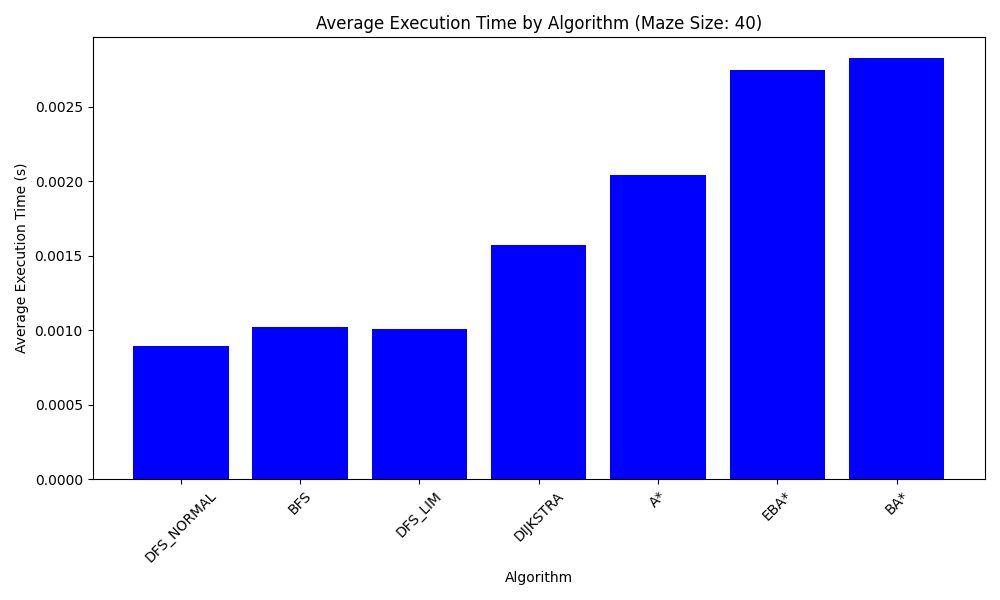 Average Execution Time by Algorithm (Maze Size: 40)
Average Execution Time (s)
0.0025
0.0020
0.0015
0.0010
0.0005
0.0000
DFS_NORMAL
BFS
DFS_LIM
DIJKSTRA
A*
EBA*
BA*
Algorithm